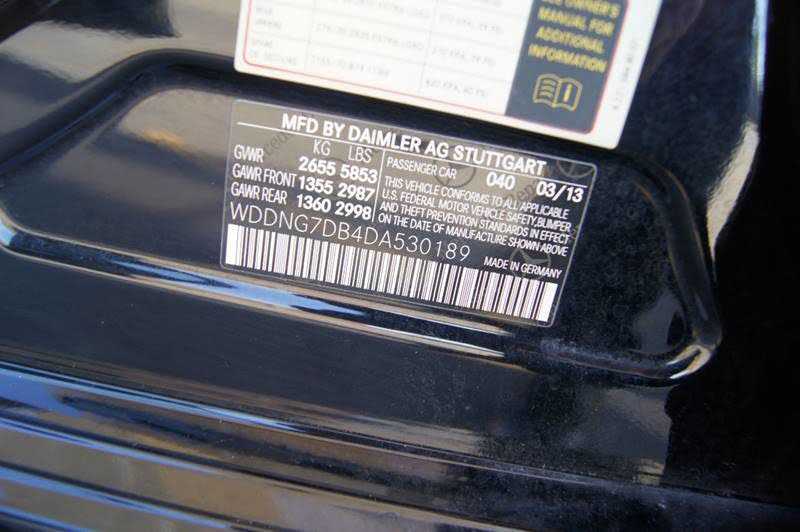 OWNER'S
MANUAL FOR
ADDITIONAL
INFORMATION
MFD BY DAIMLER AG STUTTGART
KG LBS
GVWR 2655 5853
GAWR FRONT 1355 2987
GAWR REAR 1360 2998
PASSENGER CAR 040 03/13
THIS VEHICLE CONFORMS TO ALL APPLICABLE
U.S. FEDERAL MOTOR VEHICLE SAFETY, BUMPER
AND THEFT PREVENTION STANDARDS IN EFFECT
ON THE DATE OF MANUFACTURE SHOWN ABOVE
WDDNG7DB4DA530189
MADE IN GERMANY